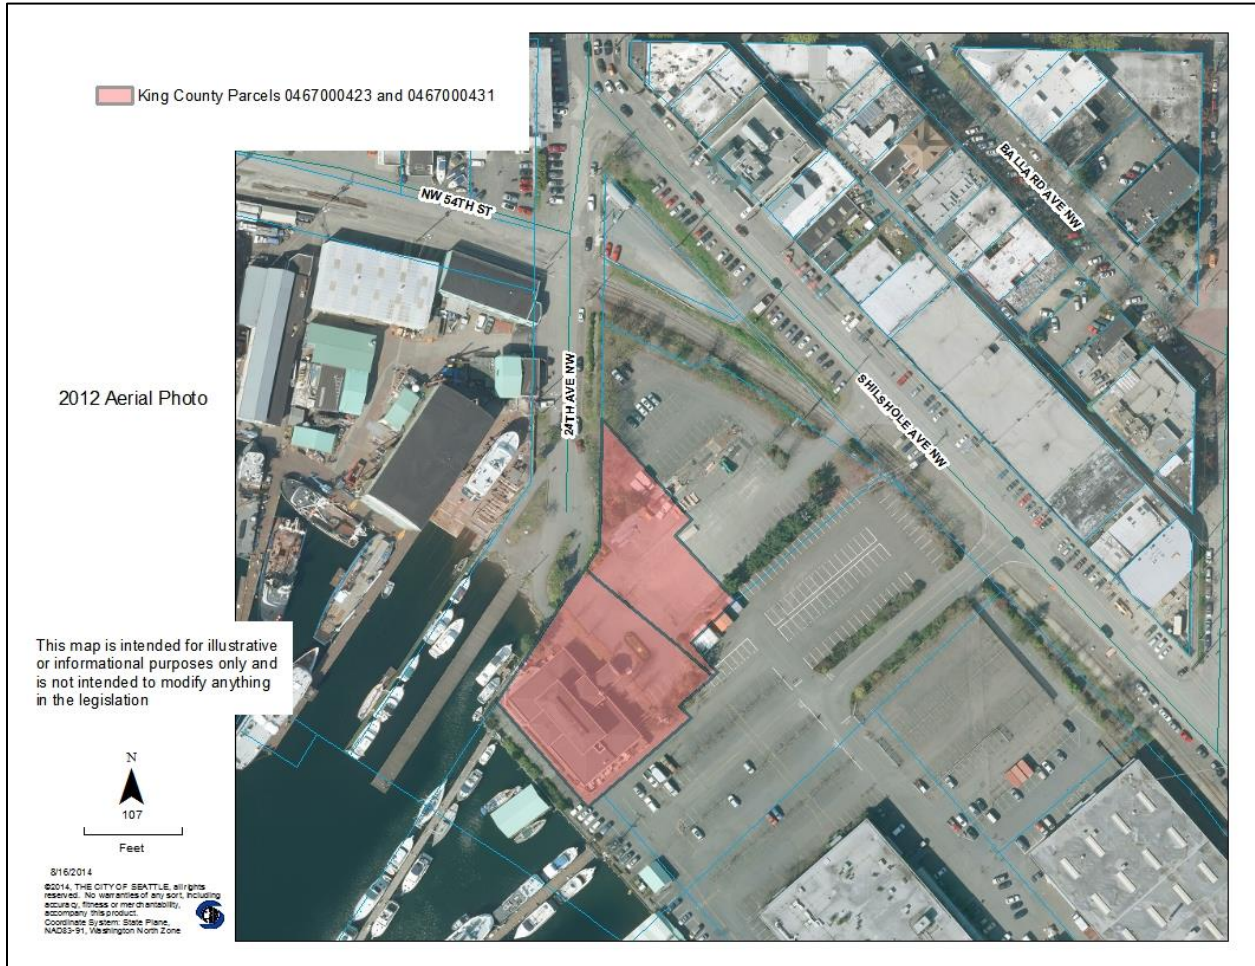 King County Parcels 0467000423 and 0467000431
NW 54TH ST
BALLARD AVE NW
24TH AVE NW
SHILSHOLE AVE NW
2012 Aerial Photo
This map is intended for illustrative
or informational purposes only and
is not intended to modify anything
in the legislation
N
107
Feet
8/16/2014
©2014, THE CITY OF SEATTLE, all rights
reserved. No warranties of any sort, including
accuracy, fitness or merchantability,
accompany this product.
Coordinate System: State Plane,
NAD83-91, Washington North Zone